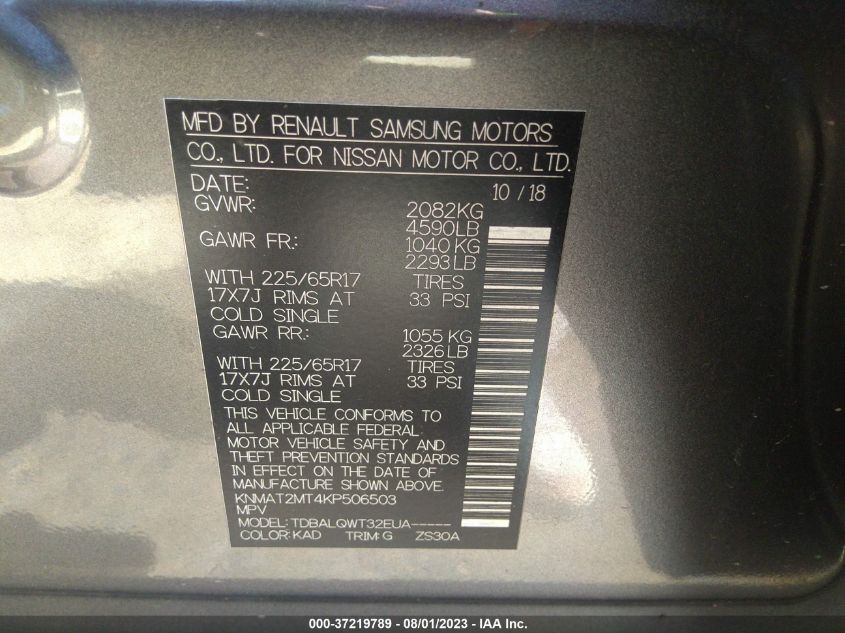 MFD BY RENAULT SAMSUNG MOTORS
CO., LTD. FOR NISSAN MOTOR CO., LTD.
DATE: 10 / 18
GVWR: 2082KG
4590LB
GAWR FR.: 1040 KG
2293 LB
WITH 225/65R17 TIRES
17X7J RIMS AT 33 PSI
COLD SINGLE
GAWR RR.: 1055 KG
2326 LB
WITH 225/65R17 TIRES
17X7J RIMS AT 33 PSI
COLD SINGLE
THIS VEHICLE CONFORMS TO
ALL APPLICABLE FEDERAL
MOTOR VEHICLE SAFETY AND
THEFT PREVENTION STANDARDS
IN EFFECT ON THE DATE OF
MANUFACTURE SHOWN ABOVE.
KNMAT2MT4KP506503
MPV
MODEL: TDBALQWT32EUA-----
COLOR: KAD TRIM: G ZS30A
000-37219789 - 08/01/2023 - IAA Inc.